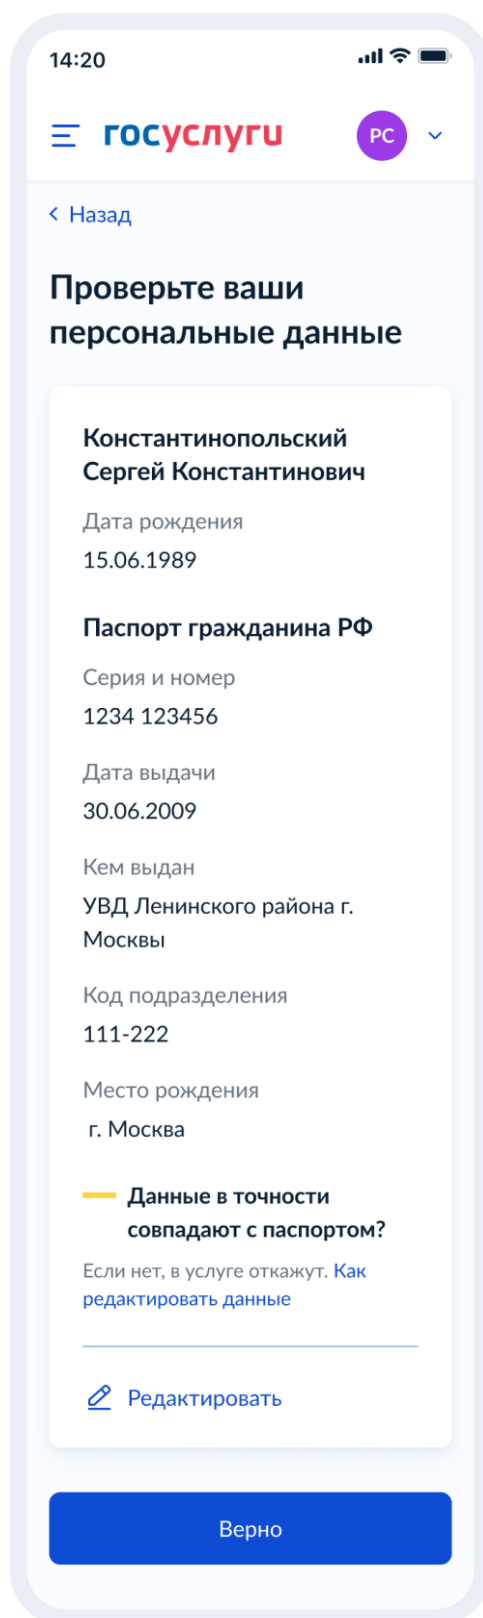 14:20
госуслуги
РС
Назад
Проверьте ваши
персональные данные
Константинопольский
Сергей Константинович
Дата рождения
15.06.1989
Паспорт гражданина РФ
Серия и номер
1234 123456
Дата выдачи
30.06.2009
Кем выдан
УВД Ленинского района г.
Москвы
Код подразделения
111-222
Место рождения
г. Москва
Данные в точности
совпадают с паспортом?
Если нет, в услуге откажут. Как
редактировать данные
Редактировать
Верно